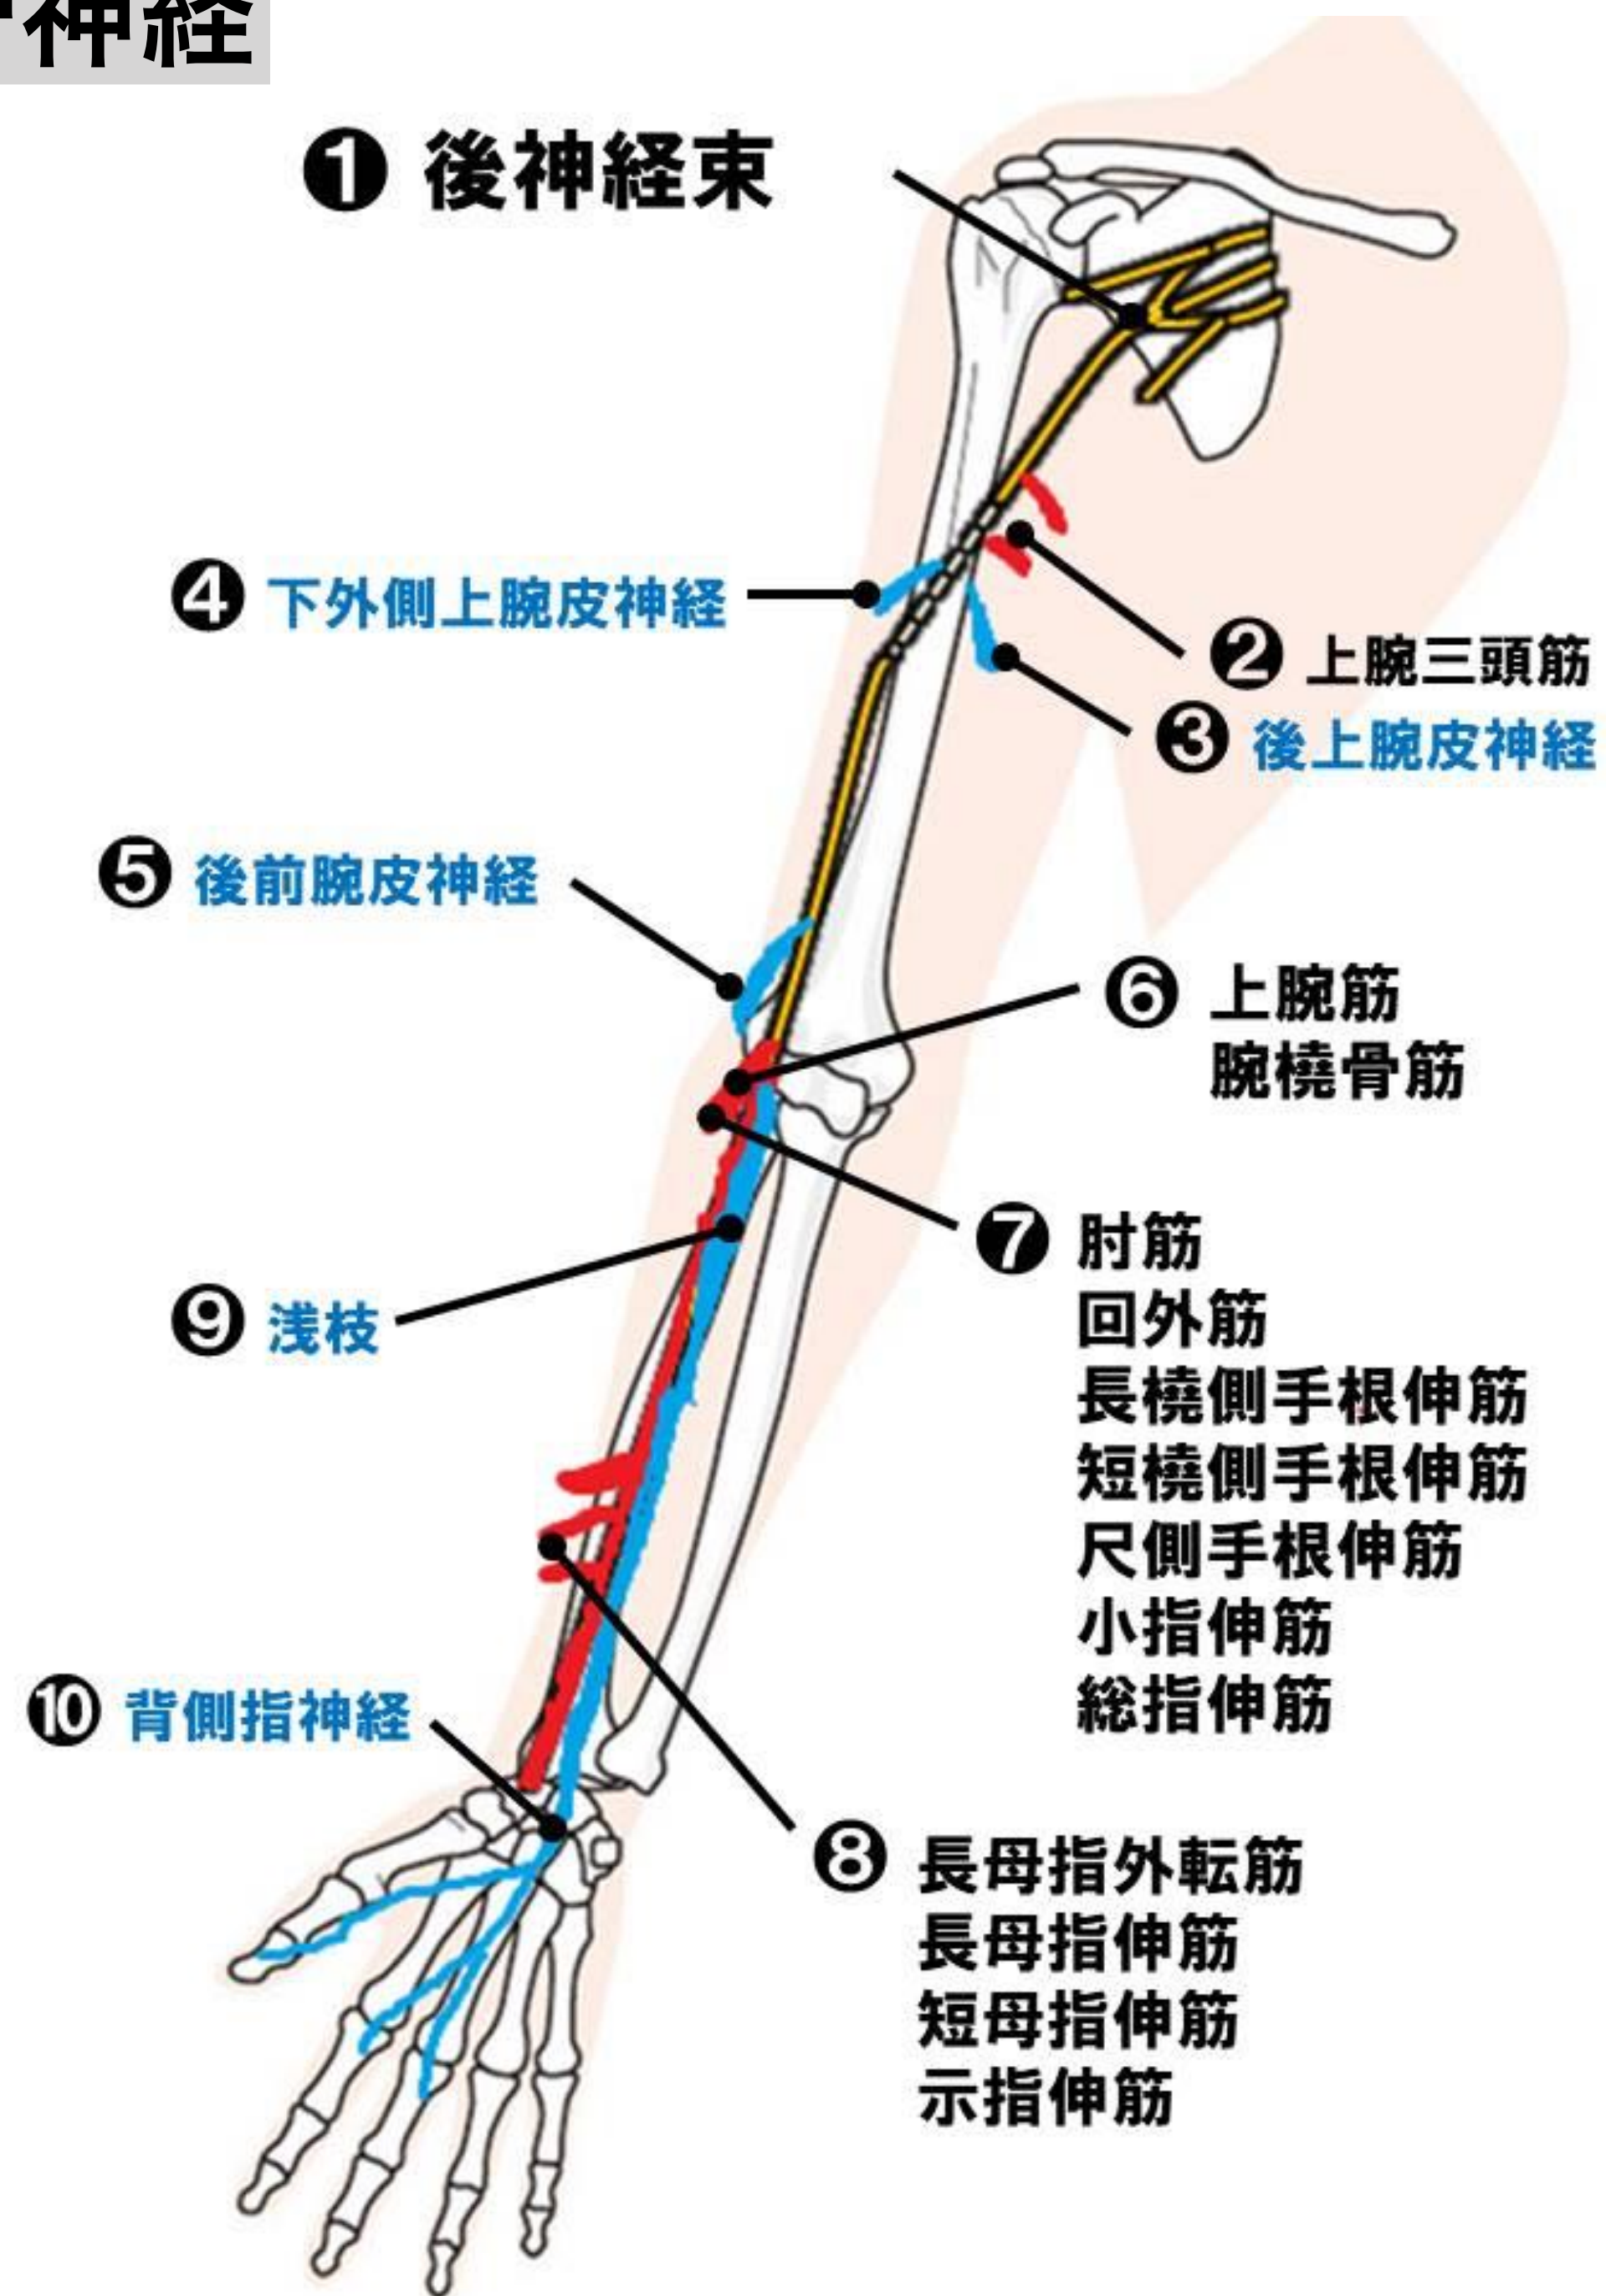 神経
❶ 後神経束
❹ 下外側上腕皮神経
❷ 上腕三頭筋
❸ 後上腕皮神経
❺ 後前腕皮神経
❻ 上腕筋
腕橈骨筋
❼ 肘筋
回外筋
長橈側手根伸筋
短橈側手根伸筋
尺側手根伸筋
小指伸筋
総指伸筋
❾ 浅枝
❿ 背側指神経
❽ 長母指外転筋
長母指伸筋
短母指伸筋
示指伸筋